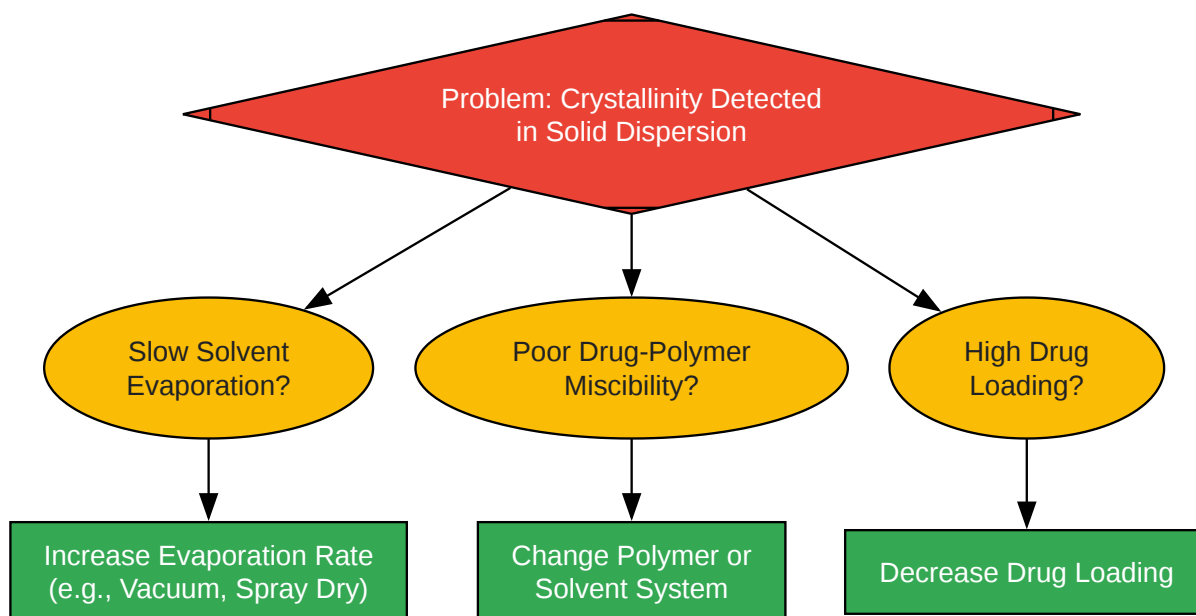 Problem: Crystallinity Detected
in Solid Dispersion
Slow Solvent
Evaporation?
Poor Drug-Polymer
Miscibility?
High Drug
Loading?
Increase Evaporation Rate
(e.g., Vacuum, Spray Dry)
Change Polymer or
Solvent System
Decrease Drug Loading